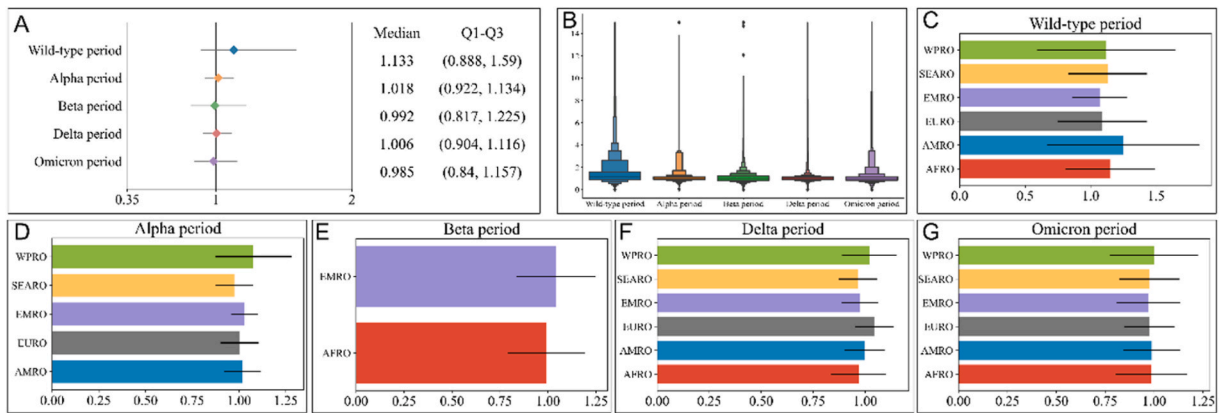 A
Median Q1-Q3
Wild-type period 1.133 (0.888, 1.59)
Alpha period 1.018 (0.922, 1.134)
Beta period 0.992 (0.817, 1.225)
Delta period 1.006 (0.904, 1.116)
Omicron period 0.985 (0.84, 1.157)
0.35 1 2
B
14
12
10
8
6
4
2
0
Wild-type period Alpha period Beta period Delta period Omicron period
C Wild-type period
WPRO
SEARO
EMRO
EURO
AMRO
AFRO
0.0 0.5 1.0 1.5
D Alpha period
WPRO
SEARO
EMRO
EURO
AMRO
0.00 0.25 0.50 0.75 1.00 1.25
E Beta period
EMRO
AFRO
0.00 0.25 0.50 0.75 1.00 1.25
F Delta period
WPRO
SEARO
EMRO
EURO
AMRO
AFRO
0.00 0.25 0.50 0.75 1.00
G Omicron period
WPRO
SEARO
EMRO
EURO
AMRO
AFRO
0.00 0.25 0.50 0.75 1.00 1.25